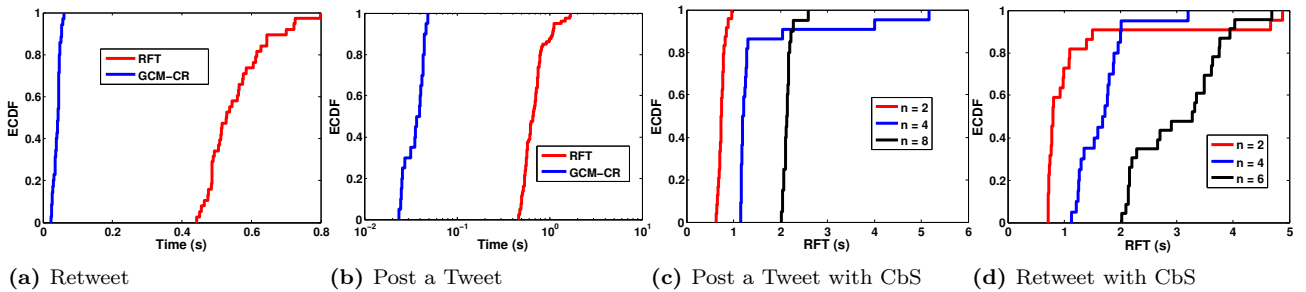 ECDF
1
0.8
0.6
0.4
0.2
0
0 0.2 0.4 0.6 0.8
Time (s)
RFT
GCM-CR
(a) Retweet
ECDF
1
0.8
0.6
0.4
0.2
0
10⁻² 10⁻¹ 10⁰ 10¹
Time (s)
RFT
GCM-CR
(b) Post a Tweet
ECDF
1
0.8
0.6
0.4
0.2
0
0 1 2 3 4 5 6
RFT (s)
n = 2
n = 4
n = 8
(c) Post a Tweet with CbS
ECDF
1
0.8
0.6
0.4
0.2
0
0 1 2 3 4 5
RFT (s)
n = 2
n = 4
n = 6
(d) Retweet with CbS